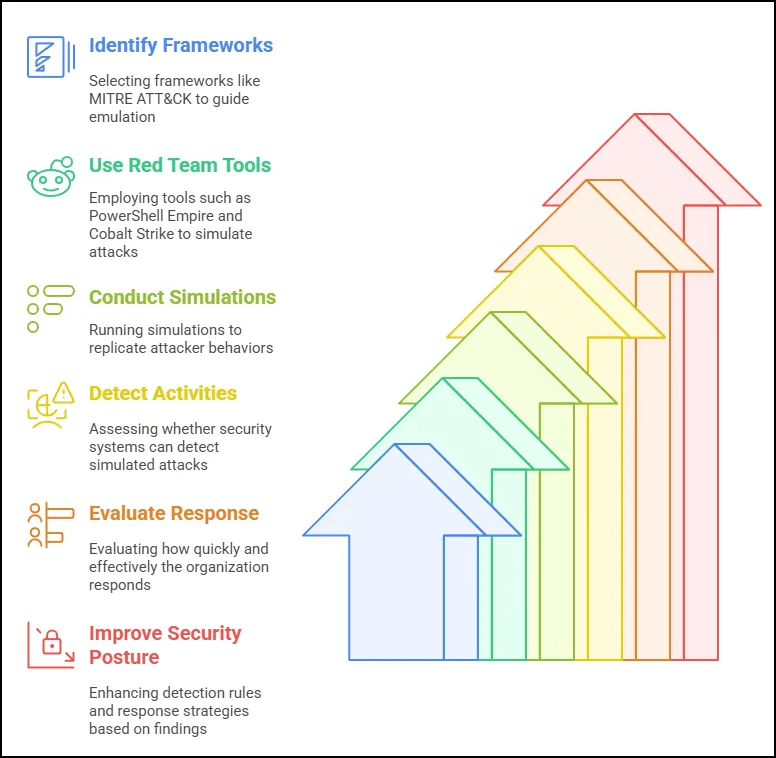 Identify Frameworks
Selecting frameworks like
MITRE ATT&CK to guide
emulation
Use Red Team Tools
Employing tools such as
PowerShell Empire and
Cobalt Strike to simulate
attacks
Conduct Simulations
Running simulations to
replicate attacker behaviors
Detect Activities
Assessing whether security
systems can detect
simulated attacks
Evaluate Response
Evaluating how quickly and
effectively the organization
responds
Improve Security
Posture
Enhancing detection rules
and response strategies
based on findings